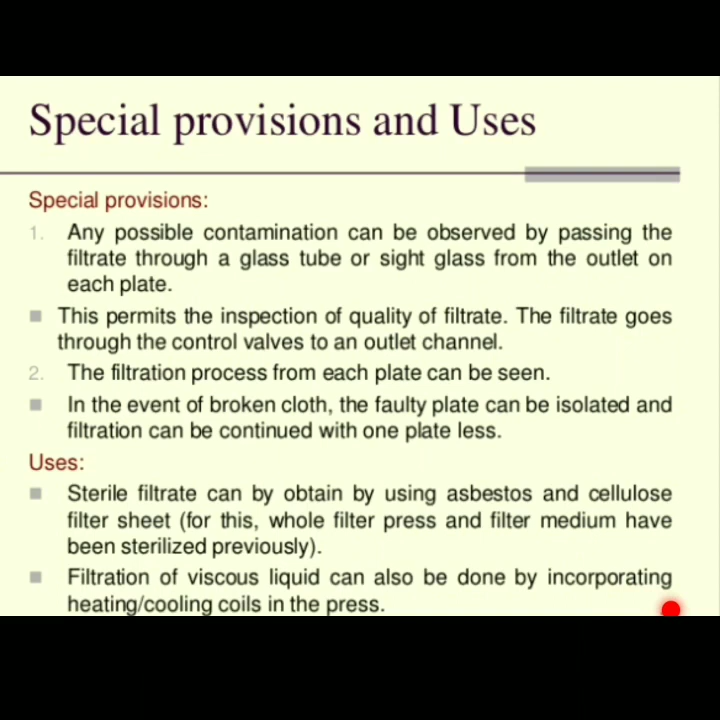 Special provisions and Uses
Special provisions:
1. Any possible contamination can be observed by passing the
filtrate through a glass tube or sight glass from the outlet on
each plate.
■ This permits the inspection of quality of filtrate. The filtrate goes
through the control valves to an outlet channel.
2. The filtration process from each plate can be seen.
■ In the event of broken cloth, the faulty plate can be isolated and
filtration can be continued with one plate less.
Uses:
■ Sterile filtrate can by obtain by using asbestos and cellulose
filter sheet (for this, whole filter press and filter medium have
been sterilized previously).
■ Filtration of viscous liquid can also be done by incorporating
heating/cooling coils in the press.